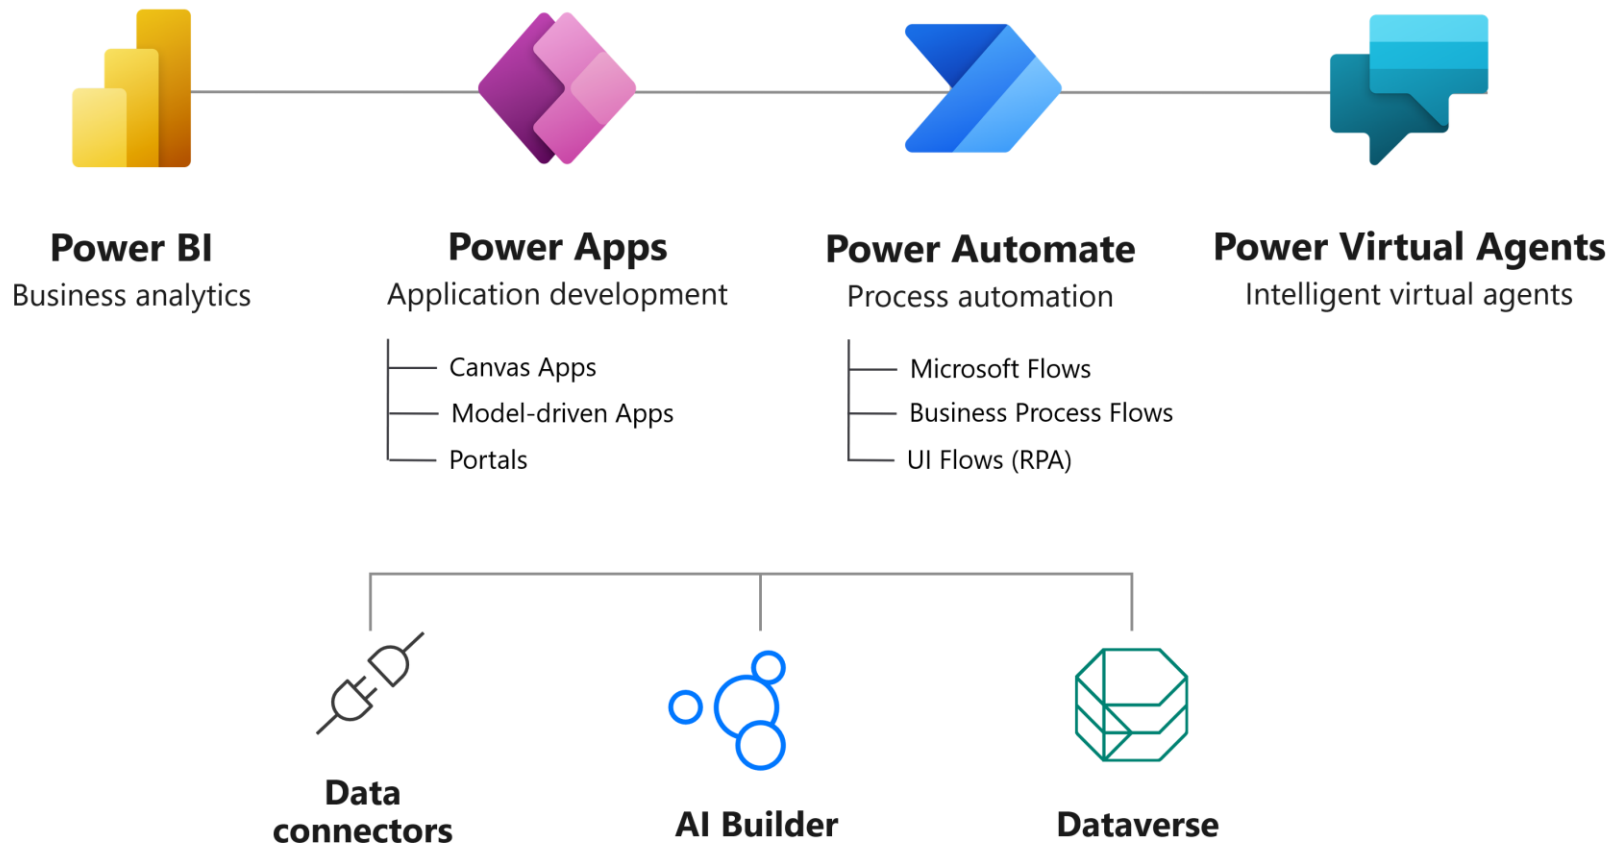 Power BI
Business analytics
Power Apps
Application development
Canvas Apps
Model-driven Apps
Portals
Power Automate
Process automation
Microsoft Flows
Business Process Flows
UI Flows (RPA)
Power Virtual Agents
Intelligent virtual agents
Data
connectors
AI Builder
Dataverse